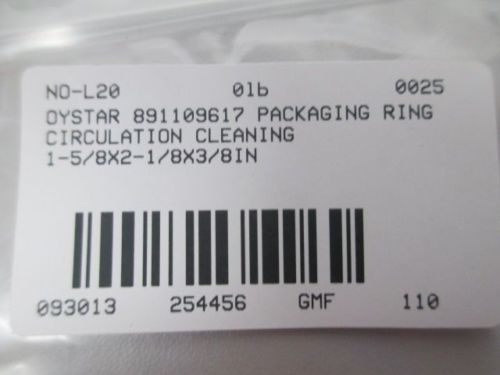 NO-L20 0lb 0025
OYSTAR 891109617 PACKAGING RING
CIRCULATION CLEANING
1-5/8X2-1/8X3/8IN
093013 254456 GMF 110